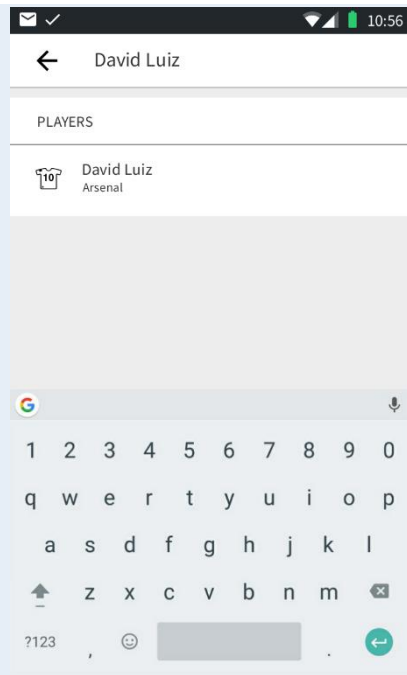 10:56
David Luiz
PLAYERS
10
David Luiz
Arsenal
G
1 2 3 4 5 6 7 8 9 0
q w e r t y u i o p
a s d f g h j k l
z x c v b n m
?123 , .